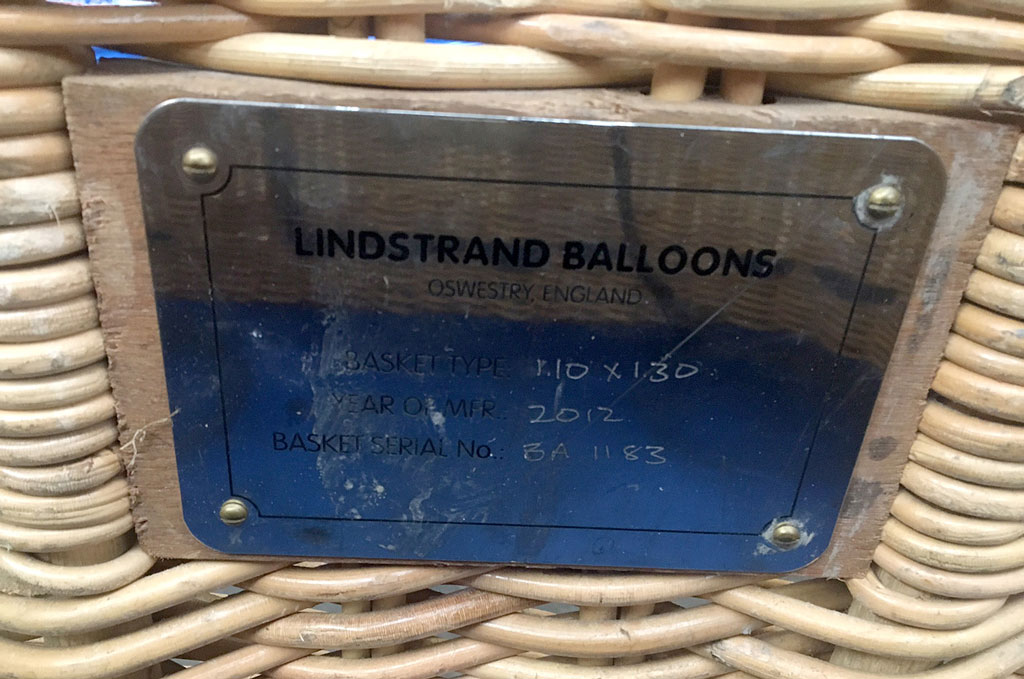 LINDSTRAND BALLOONS
OSWESTRY, ENGLAND.
BASKET TYPE: 1.10 x 1.30
YEAR OF MFR.: 2012
BASKET SERIAL No.: BA 1183